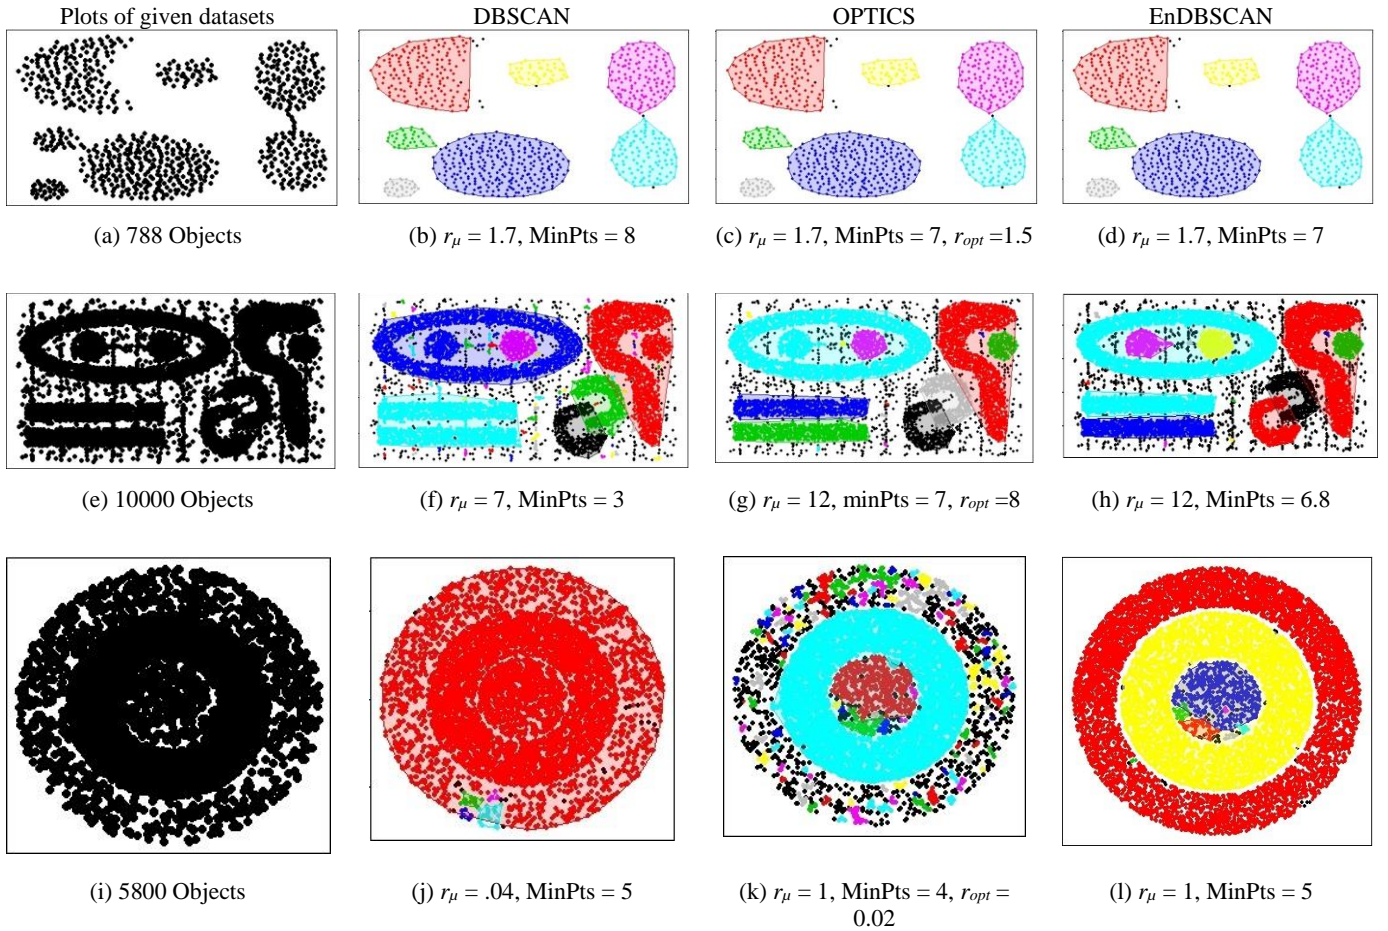 Plots of given datasets DBSCAN OPTICS EnDBSCAN
(a) 788 Objects (b) rμ = 1.7, MinPts = 8 (c) rμ = 1.7, MinPts = 7, ropt =1.5 (d) rμ = 1.7, MinPts = 7
(e) 10000 Objects (f) rμ = 7, MinPts = 3 (g) rμ = 12, minPts = 7, ropt =8 (h) rμ = 12, MinPts = 6.8
(i) 5800 Objects (j) rμ = .04, MinPts = 5 (k) rμ = 1, MinPts = 4, ropt = (l) rμ = 1, MinPts = 5
0.02